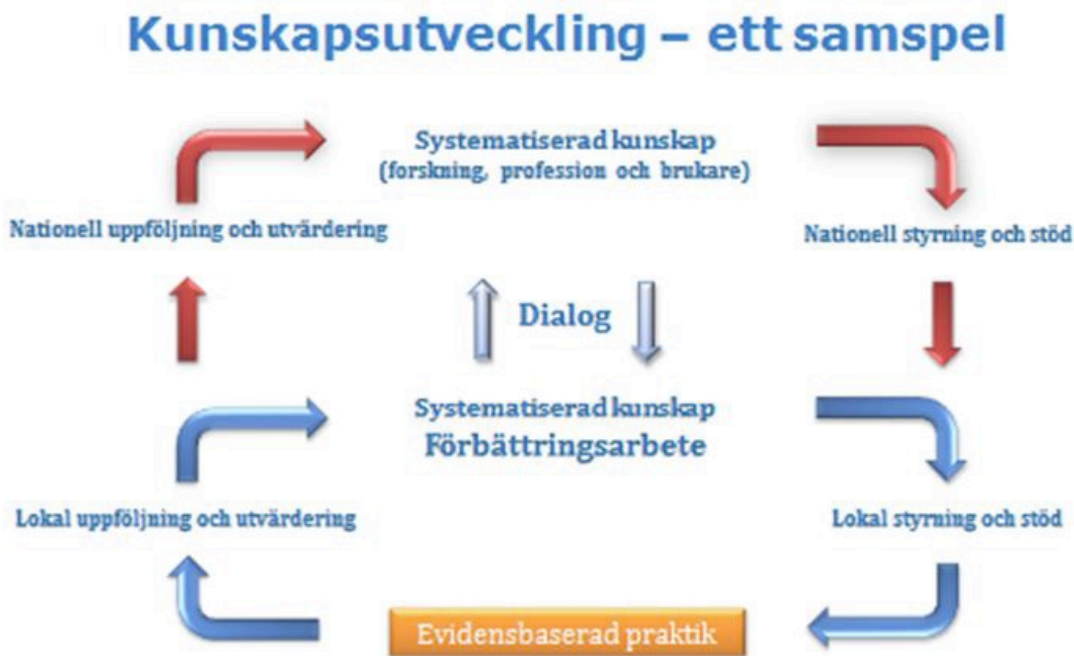 Kunskapsutveckling – ett samspel
Systematiserad kunskap
(forskning, profession och brukare)
Nationell uppföljning och utvärdering
Nationell styrning och stöd
Dialog
Systematiserad kunskap
Förbättringsarbete
Lokal uppföljning och utvärdering
Lokal styrning och stöd
Evidensbaserad praktik